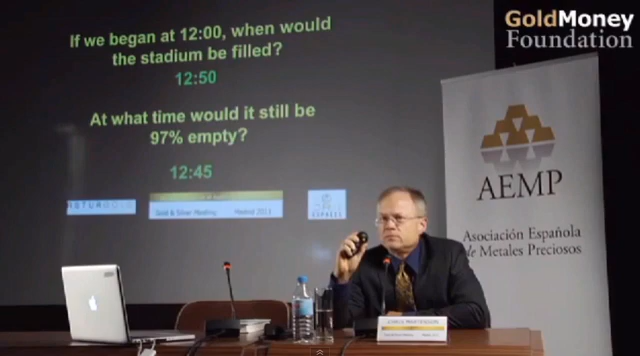 GoldMoney
Foundation
If we began at 12:00, when would
the stadium be filled?
12:50
At what time would it still be
97% empty?
12:45
Gold & Silver Meeting Madrid 2011
AEMP
Asociación Española
de Metales Preciosos